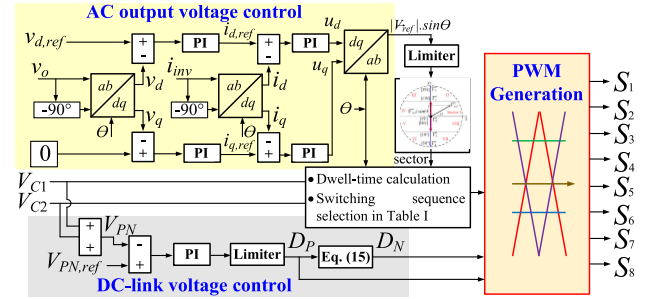 AC output voltage control
v_{d,ref}
-
+
PI
i_{d,ref}
-
+
PI
u_d
dq
ab
|V_{ref}|.sinΘ
Limiter
v_o
-90°
ab
dq
Θ
v_d
v_q
i_{inv}
-90°
ab
dq
Θ
i_d
i_q
u_q
Θ
0
-
+
PI
i_{q,ref}
-
+
PI
sector
V_{C1}
V_{C2}
• Dwell-time calculation
• Switching sequence
selection in Table I
+
+
V_{PN}
-
+
V_{PN,ref}
PI
Limiter
D_P
Eq. (15)
D_N
DC-link voltage control
PWM
Generation
S_1
S_2
S_3
S_4
S_5
S_6
S_7
S_8